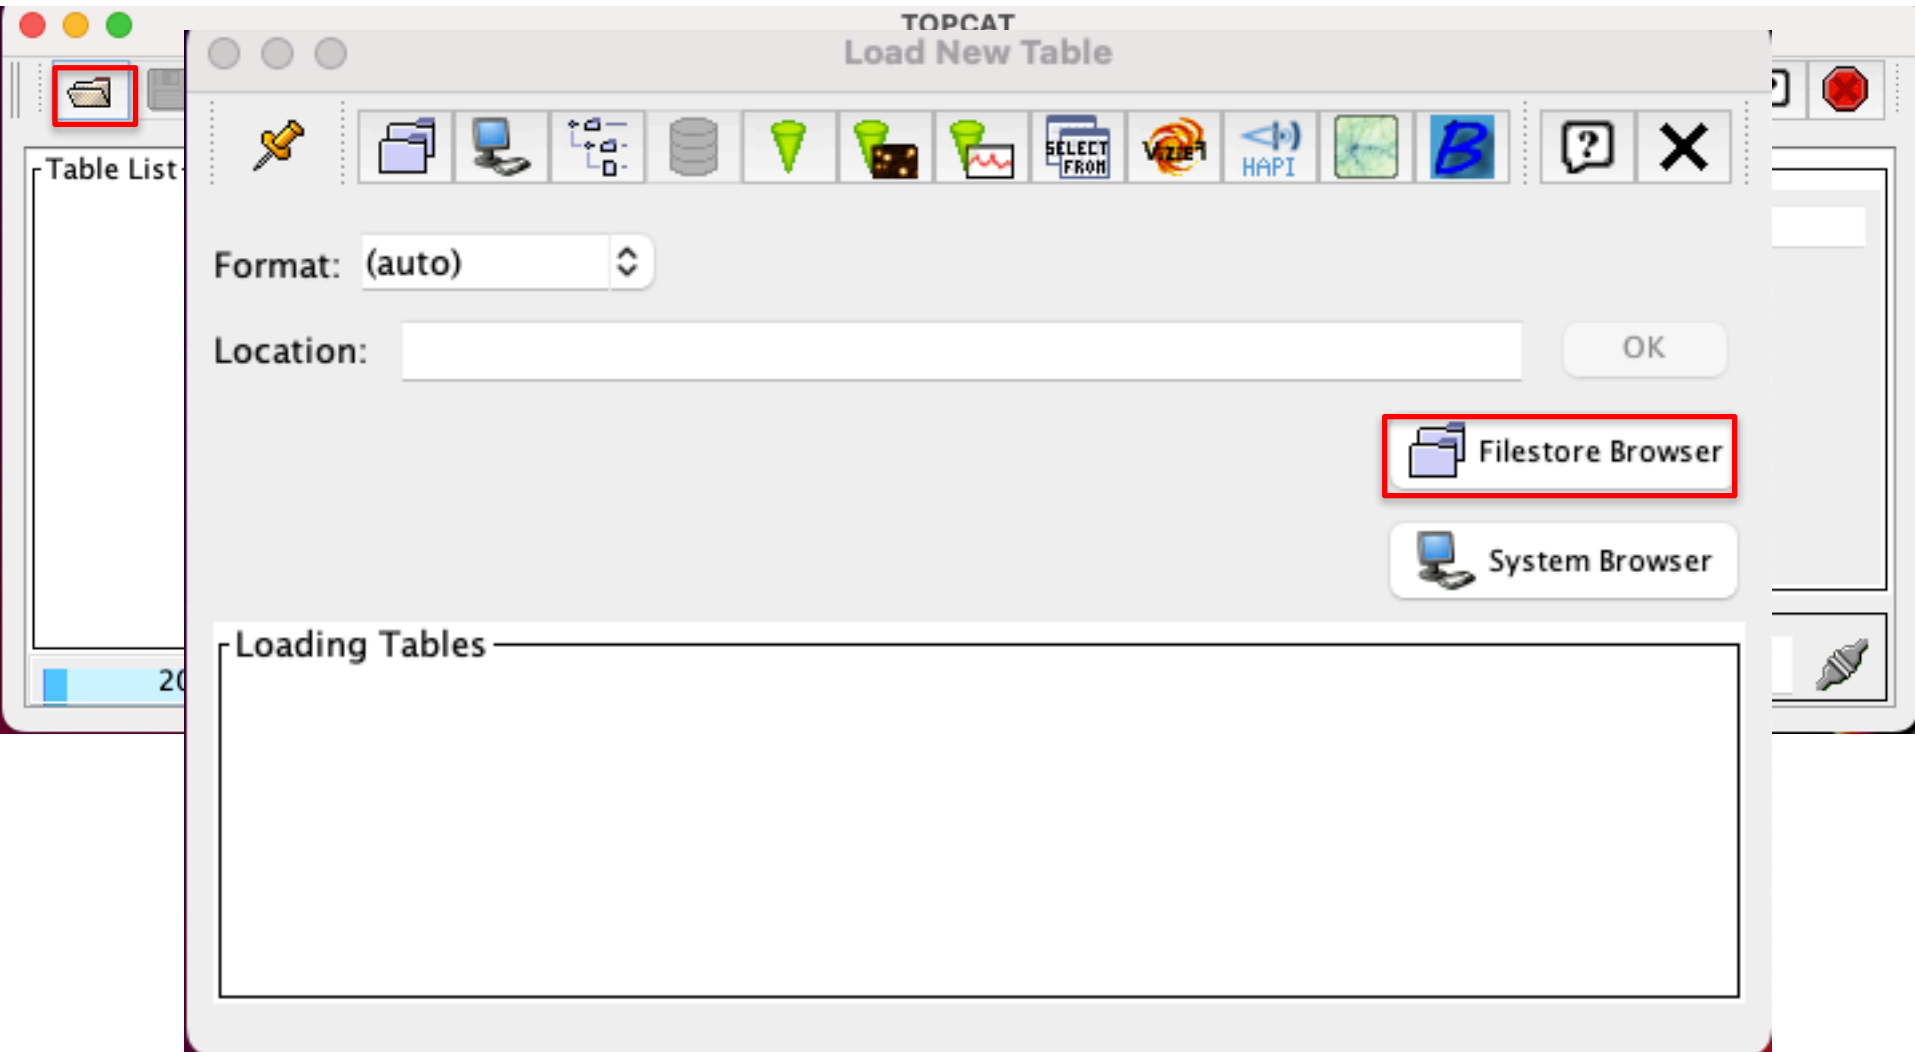 TOPCAT
Load New Table
SELECT
FROM
VizieR
HAPI
B
?
Table List
Format: (auto)
Location:
OK
Filestore Browser
System Browser
Loading Tables
20